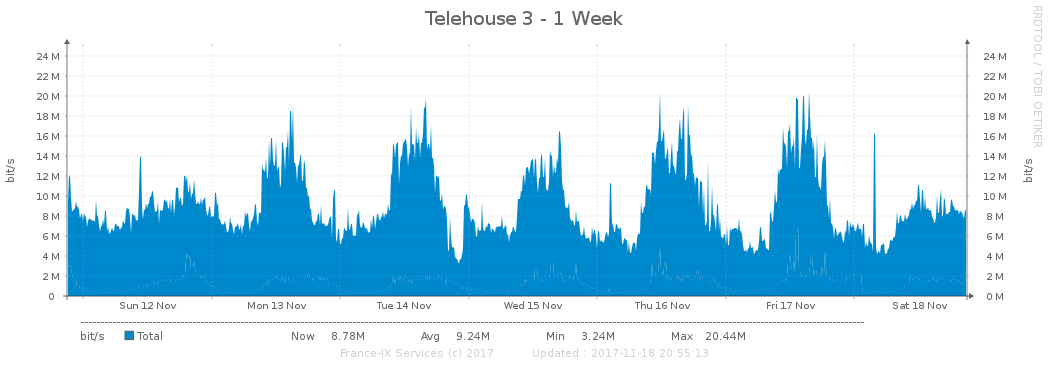 Telehouse 3 - 1 Week
RRDTOOL / TOBI OETIKER
24 M 24 M
22 M 22 M
20 M 20 M
18 M 18 M
16 M 16 M
14 M 14 M
12 M 12 M
10 M 10 M
8 M 8 M
6 M 6 M
4 M 4 M
2 M 2 M
0 0 M
bit/s
bit/s
Sun 12 Nov Mon 13 Nov Tue 14 Nov Wed 15 Nov Thu 16 Nov Fri 17 Nov Sat 18 Nov
bit/s Total Now 8.78M Avg 9.24M Min 3.24M Max 20.44M
France-IX Services (c) 2017 Updated : 2017-11-18 20:55:13